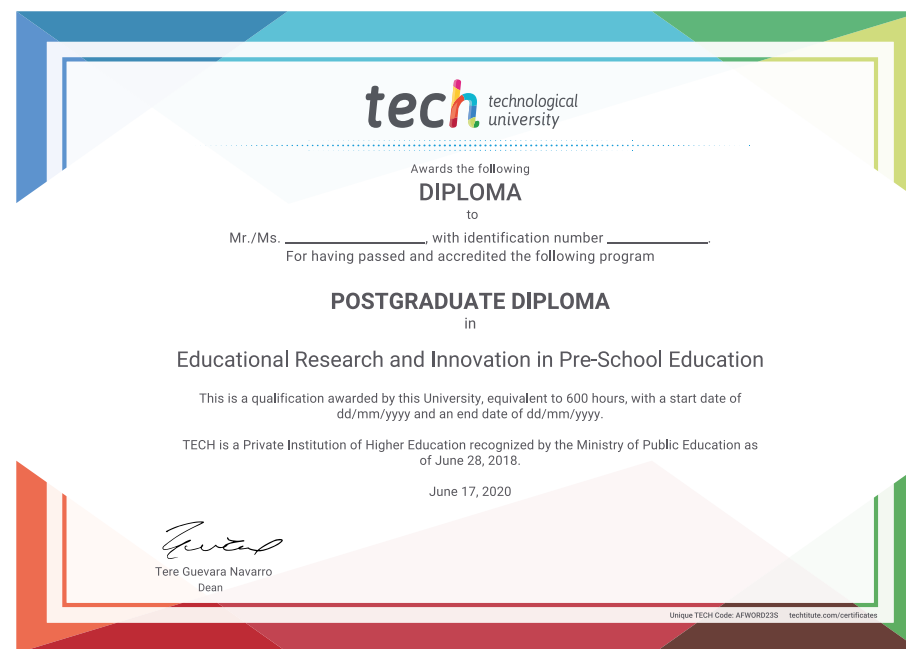 tech technological
university
Awards the following
DIPLOMA
to
Mr./Ms. ____________, with identification number _________.
For having passed and accredited the following program
POSTGRADUATE DIPLOMA
in
Educational Research and Innovation in Pre-School Education
This is a qualification awarded by this University, equivalent to 600 hours, with a start date of
dd/mm/yyyy and an end date of dd/mm/yyyy.
TECH is a Private Institution of Higher Education recognized by the Ministry of Public Education as
of June 28, 2018.
June 17, 2020
Tere Guevara Navarro
Dean
Unique TECH Code: AFWORD23S techtitute.com/certificates